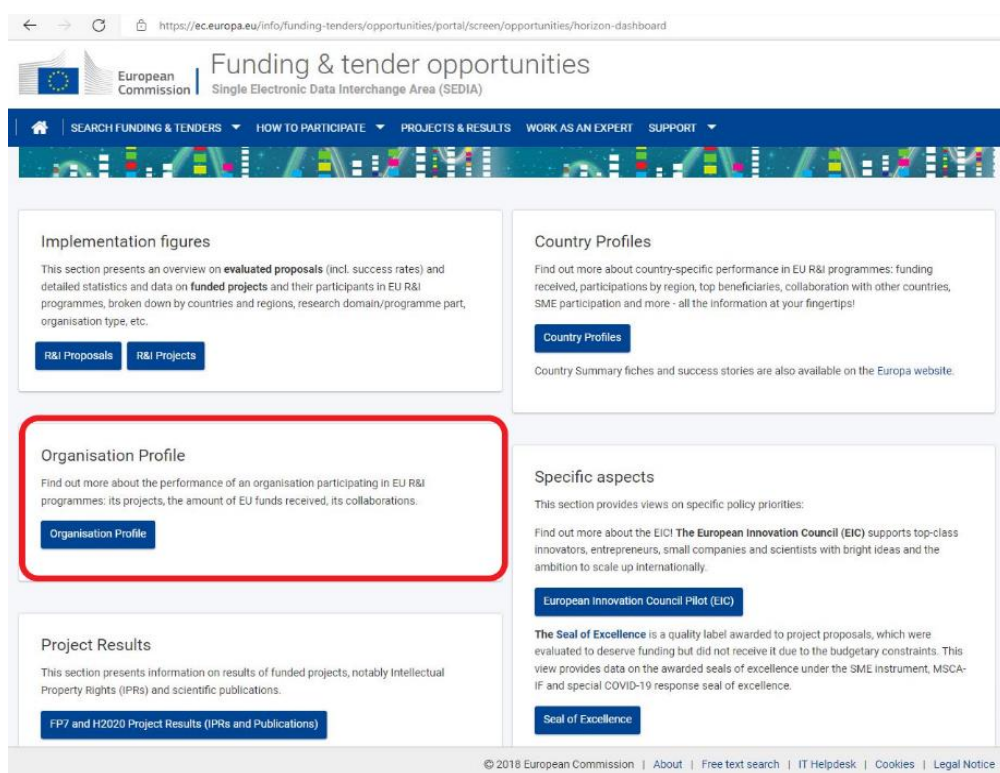 https://ec.europa.eu/info/funding-tenders/opportunities/portal/screen/opportunities/horizon-dashboard
European
Commission
Funding & tender opportunities
Single Electronic Data Interchange Area (SEDIA)
SEARCH FUNDING & TENDERS HOW TO PARTICIPATE PROJECTS & RESULTS WORK AS AN EXPERT SUPPORT
Implementation figures
This section presents an overview on evaluated proposals (incl. success rates) and
detailed statistics and data on funded projects and their participants in EU R&I
programmes, broken down by countries and regions, research domain/programme part,
organisation type, etc.
R&I Proposals R&I Projects
Country Profiles
Find out more about country-specific performance in EU R&I programmes: funding
received, participations by region, top beneficiaries, collaboration with other countries,
SME participation and more - all the information at your fingertips!
Country Profiles
Country Summary fiches and success stories are also available on the Europa website.
Organisation Profile
Find out more about the performance of an organisation participating in EU R&I
programmes: its projects, the amount of EU funds received, its collaborations.
Organisation Profile
Specific aspects
This section provides views on specific policy priorities:
Find out more about the EIC! The European Innovation Council (EIC) supports top-class
innovators, entrepreneurs, small companies and scientists with bright ideas and the
ambition to scale up internationally.
European Innovation Council Pilot (EIC)
The Seal of Excellence is a quality label awarded to project proposals, which were
evaluated to deserve funding but did not receive it due to the budgetary constraints. This
view provides data on the awarded seals of excellence under the SME instrument, MSCA-
IF and special COVID-19 response seal of excellence.
Seal of Excellence
Project Results
This section presents information on results of funded projects, notably Intellectual
Property Rights (IPRs) and scientific publications.
FP7 and H2020 Project Results (IPRs and Publications)
© 2018 European Commission | About | Free text search | IT Helpdesk | Cookies | Legal Notice